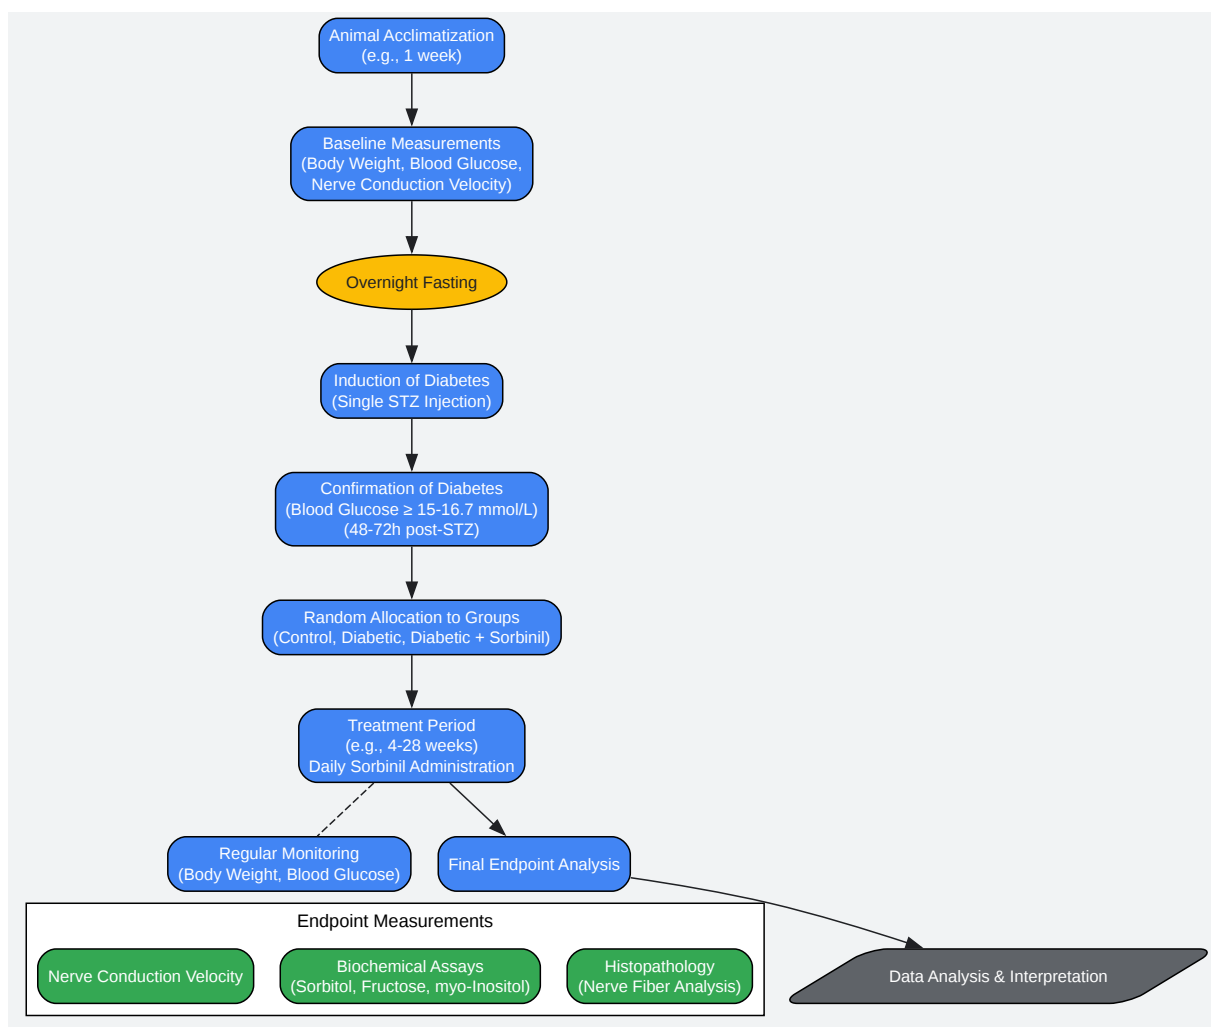 Animal Acclimatization
(e.g., 1 week)
Baseline Measurements
(Body Weight, Blood Glucose,
Nerve Conduction Velocity)
Overnight Fasting
Induction of Diabetes
(Single STZ Injection)
Confirmation of Diabetes
(Blood Glucose ≥ 15-16.7 mmol/L)
(48-72h post-STZ)
Random Allocation to Groups
(Control, Diabetic, Diabetic + Sorbinil)
Treatment Period
(e.g., 4-28 weeks)
Daily Sorbinil Administration
Regular Monitoring
(Body Weight, Blood Glucose)
Final Endpoint Analysis
Endpoint Measurements
Nerve Conduction Velocity
Biochemical Assays
(Sorbitol, Fructose, myo-Inositol)
Histopathology
(Nerve Fiber Analysis)
Data Analysis & Interpretation